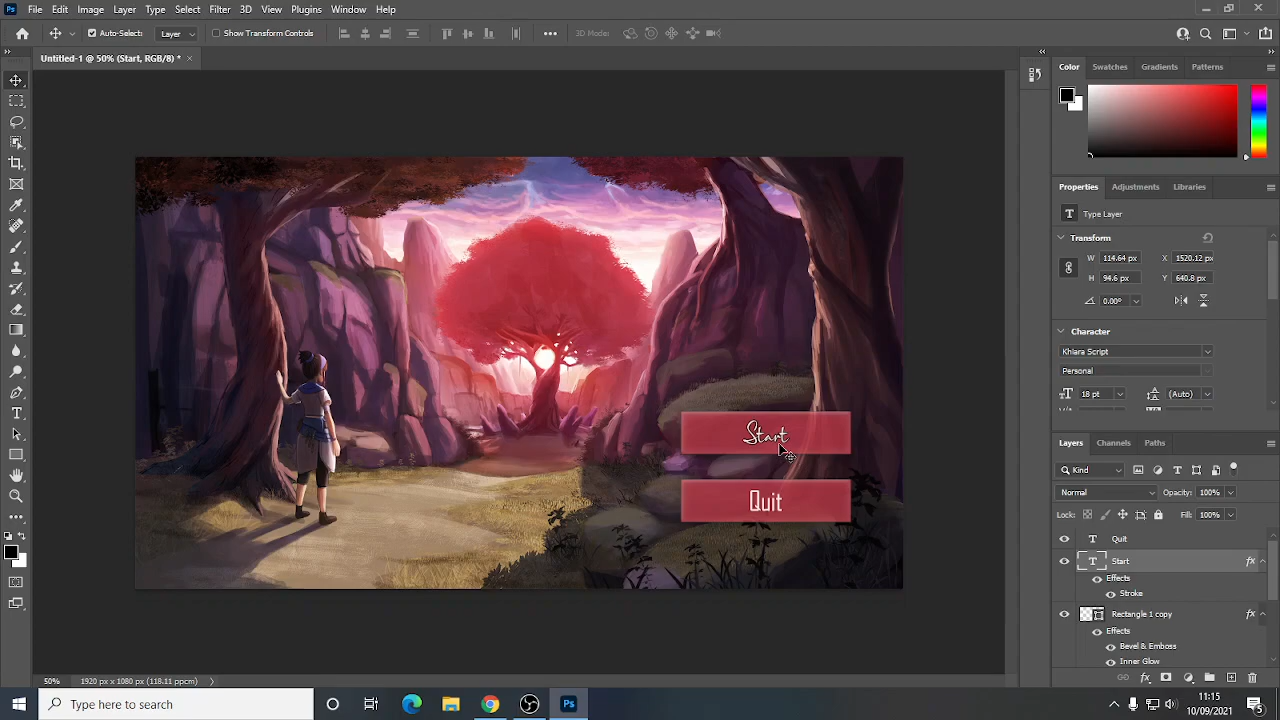 Ps File Edit Image Layer Type Select Filter 3D View Window Plugins Help
Auto-Select: Layer Show Transform Controls 3D Mode:
Untitled-1 @ 50% (Start, RGB/8) * ×
Start
Quit
50% 1920 px x 1080 px (118.11 ppcm)
Color Swatches Gradients Patterns
Properties Adjustments Libraries
T Type Layer
Transform
W 114.64 px X 1520.12 px
H 94.6 px Y 640.8 px
0.00°
Character
Khiara Script
Personal
18 pt (Auto)
Layers Channels Paths
Kind
Normal Opacity: 100%
Lock: Fill: 100%
T Quit
T Start fx
Effects
Stroke
Rectangle 1 copy fx
Effects
Bevel & Emboss
Inner Glow
Type here to search
Ps
11:15
10/09/2021